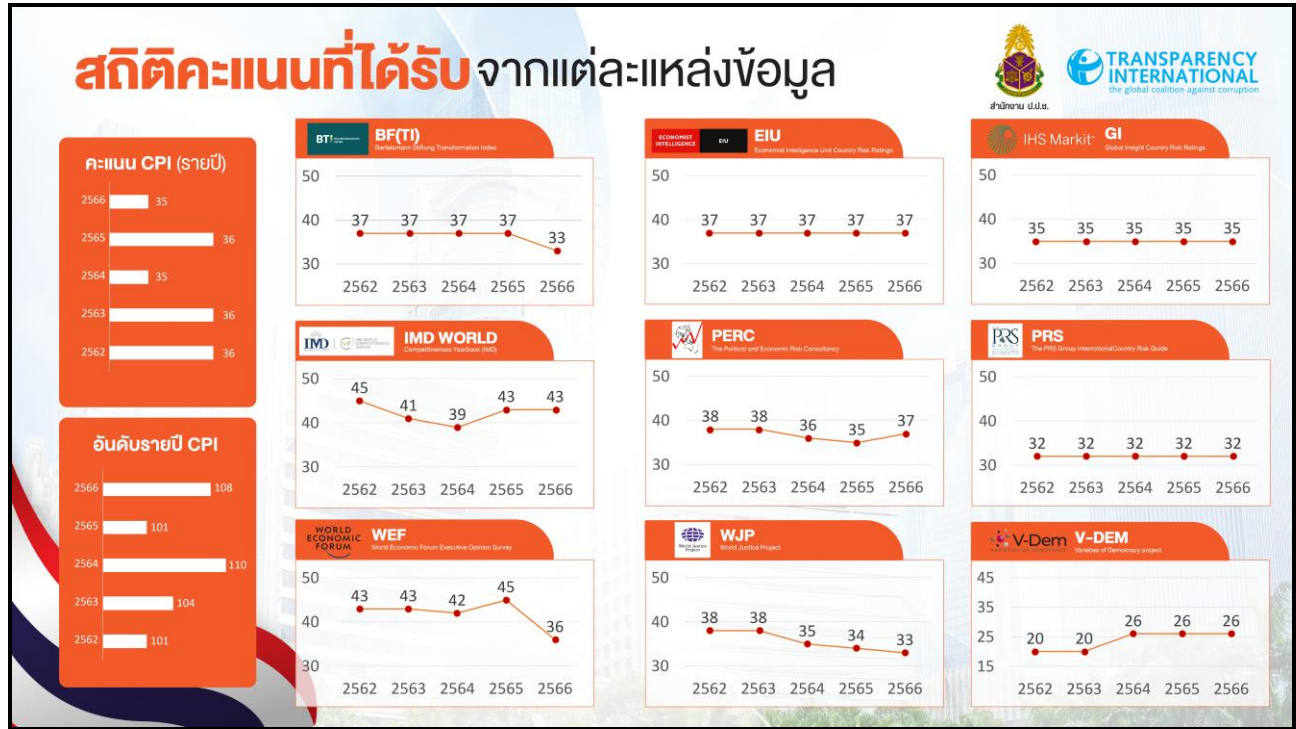 สถิติคะแนนที่ได้รับ จากแต่ละแหล่งข้อมูล
สำนักงาน ป.ป.ช.
TRANSPARENCY
INTERNATIONAL
the global coalition against corruption
คะแนน CPI (รายปี)
2566 35
2565 36
2564 35
2563 36
2562 36
อันดับรายปี CPI
2566 108
2565 101
2564 110
2563 104
2562 101
BTI
BF(TI)
Bertelsmann Stiftung Transformation Index
50
40
30
37 37 37 37 33
2562 2563 2564 2565 2566
ECONOMIST
INTELLIGENCE
EIU
EIU
Economist Intelligence Unit Country Risk Ratings
50
40
30
37 37 37 37 37
2562 2563 2564 2565 2566
IHS Markit
GI
Global Insight Country Risk Ratings
50
40
30
35 35 35 35 35
2562 2563 2564 2565 2566
IMD
IMD WORLD
Competitiveness Yearbook (IMD)
50
40
30
45 41 39 43 43
2562 2563 2564 2565 2566
PERC
The Political and Economic Risk Consultancy
50
40
30
38 38 36 35 37
2562 2563 2564 2565 2566
PRS
GROUP
PRS
The PRS Group InternationalCountry Risk Guide
50
40
30
32 32 32 32 32
2562 2563 2564 2565 2566
WORLD
ECONOMIC
FORUM
WEF
World Economic Forum Executive Opinion Survey
50
40
30
43 43 42 45 36
2562 2563 2564 2565 2566
World Justice
Project
WJP
World Justice Project
50
40
30
38 38 35 34 33
2562 2563 2564 2565 2566
V-Dem
VARIETIES OF DEMOCRACY
V-DEM
Varieties of Democracy project
45
35
25
15
20 20 26 26 26
2562 2563 2564 2565 2566